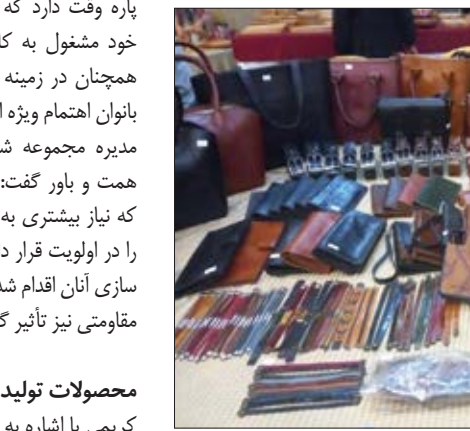 پاره وقت دارد که
خود مشغول به کا
همچنان در زمینه
بانوان اهتمام ویژه ا
مدیره مجموعه شر
همت و باور گفت:
که نیاز بیشتری به
را در اولویت قرار د
سازی آنان اقدام شد
مقاومتی نیز تأثیر گ
محصولات تولید
کریمی با اشاره به